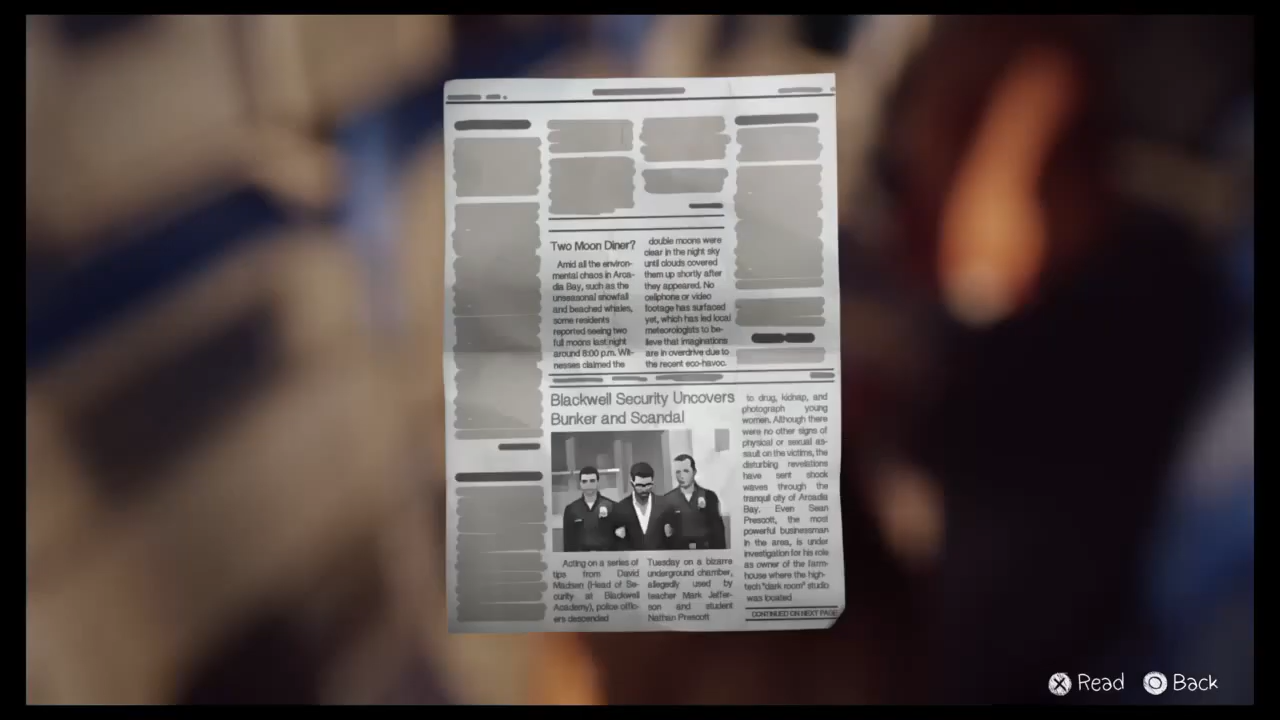 Two Moon Diner?
Amid all the environ-
mental chaos in Arca-
dia Bay, such as the
unseasonal snowfall
and beached whales,
some residents
reported seeing two
full moons last night
around 8:00 p.m. Wit-
nesses claimed the
double moons were
clear in the night sky
until clouds covered
them up shortly after
they appeared. No
cellphone or video
footage has surfaced
yet, which has led local
meteorologists to be-
lieve that imaginations
are in overdrive due to
the recent eco-havoc.
Blackwell Security Uncovers
Bunker and Scandal
Acting on a series of
tips from David
Madsen (Head of Se-
curity at Blackwell
Academy), police offic-
ers descended
Tuesday on a bizarre
underground chamber,
allegedly used by
teacher Mark Jeffer-
son and student
Nathan Prescott
to drug, kidnap, and
photograph young
women. Although there
were no other signs of
physical or sexual as-
sault on the victims, the
disturbing revelations
have sent shock
waves through the
tranquil city of Arcadia
Bay. Even Sean
Prescott, the most
powerful businessman
in the area, is under
investigation for his role
as owner of the farm-
house where the high-
tech "dark room" studio
was located
CONTINUED ON NEXT PAGE
Read Back